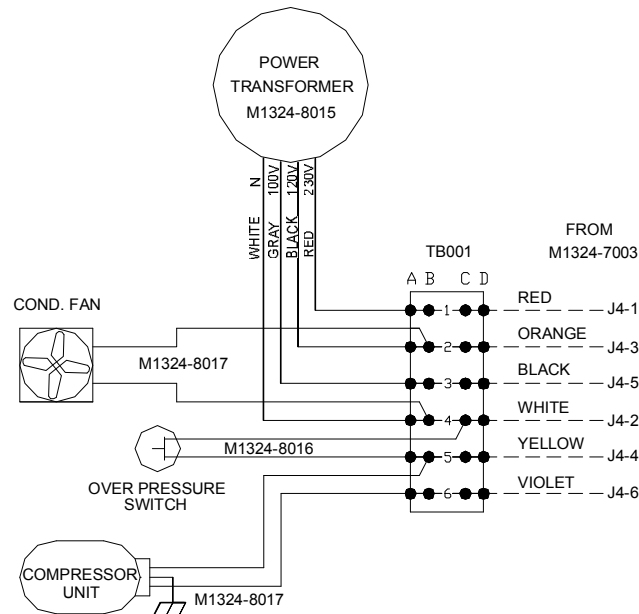 POWER
TRANSFORMER
M1324-8015
N
100V
120V
230V
WHITE
GRAY
BLACK
RED
FROM
M1324-7003
TB001
A B C D
COND. FAN
M1324-8017
1 RED J4-1
2 ORANGE J4-3
3 BLACK J4-5
4 WHITE J4-2
M1324-8016
5 YELLOW J4-4
OVER PRESSURE
SWITCH
6 VIOLET J4-6
COMPRESSOR
UNIT
M1324-8017